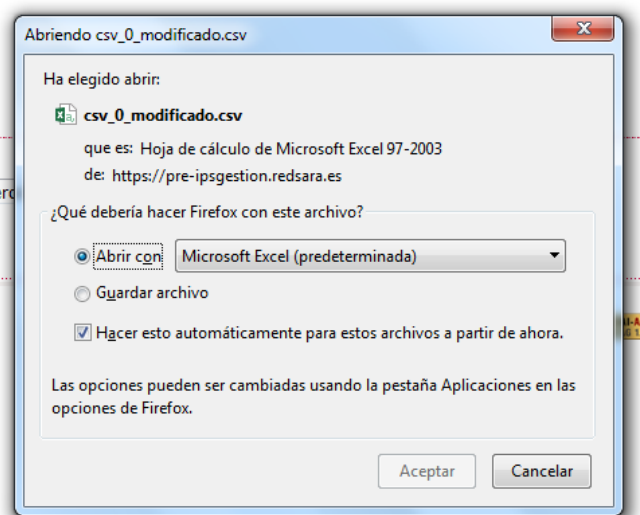 Abriendo csv_0_modificado.csv
Ha elegido abrir:
csv_0_modificado.csv
que es: Hoja de cálculo de Microsoft Excel 97-2003
de: https://pre-ipsgestion.redsara.es
¿Qué debería hacer Firefox con este archivo?
Abrir con Microsoft Excel (predeterminada)
Guardar archivo
Hacer esto automáticamente para estos archivos a partir de ahora.
Las opciones pueden ser cambiadas usando la pestaña Aplicaciones en las
opciones de Firefox.
Aceptar Cancelar